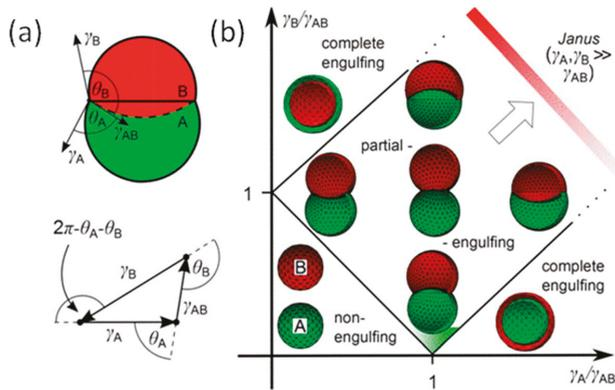 (a)
γB
θB
B
A
θA
γAB
γA
2π-θA-θB
γB
θB
γAB
γA
θA
(b)
γB/γAB
complete
engulfing
Janus
(γA,γB ≫
γAB)
partial -
1
- engulfing
B
A
non-
engulfing
complete
engulfing
1
γA/γAB